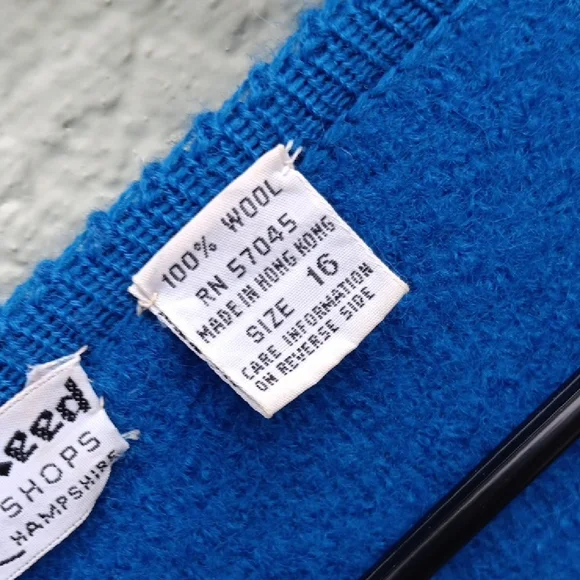 100% WOOL
RN 57045
MADE IN HONG KONG
SIZE 16
CARE INFORMATION
ON REVERSE SIDE
SHOPS
HAMPSHIRE